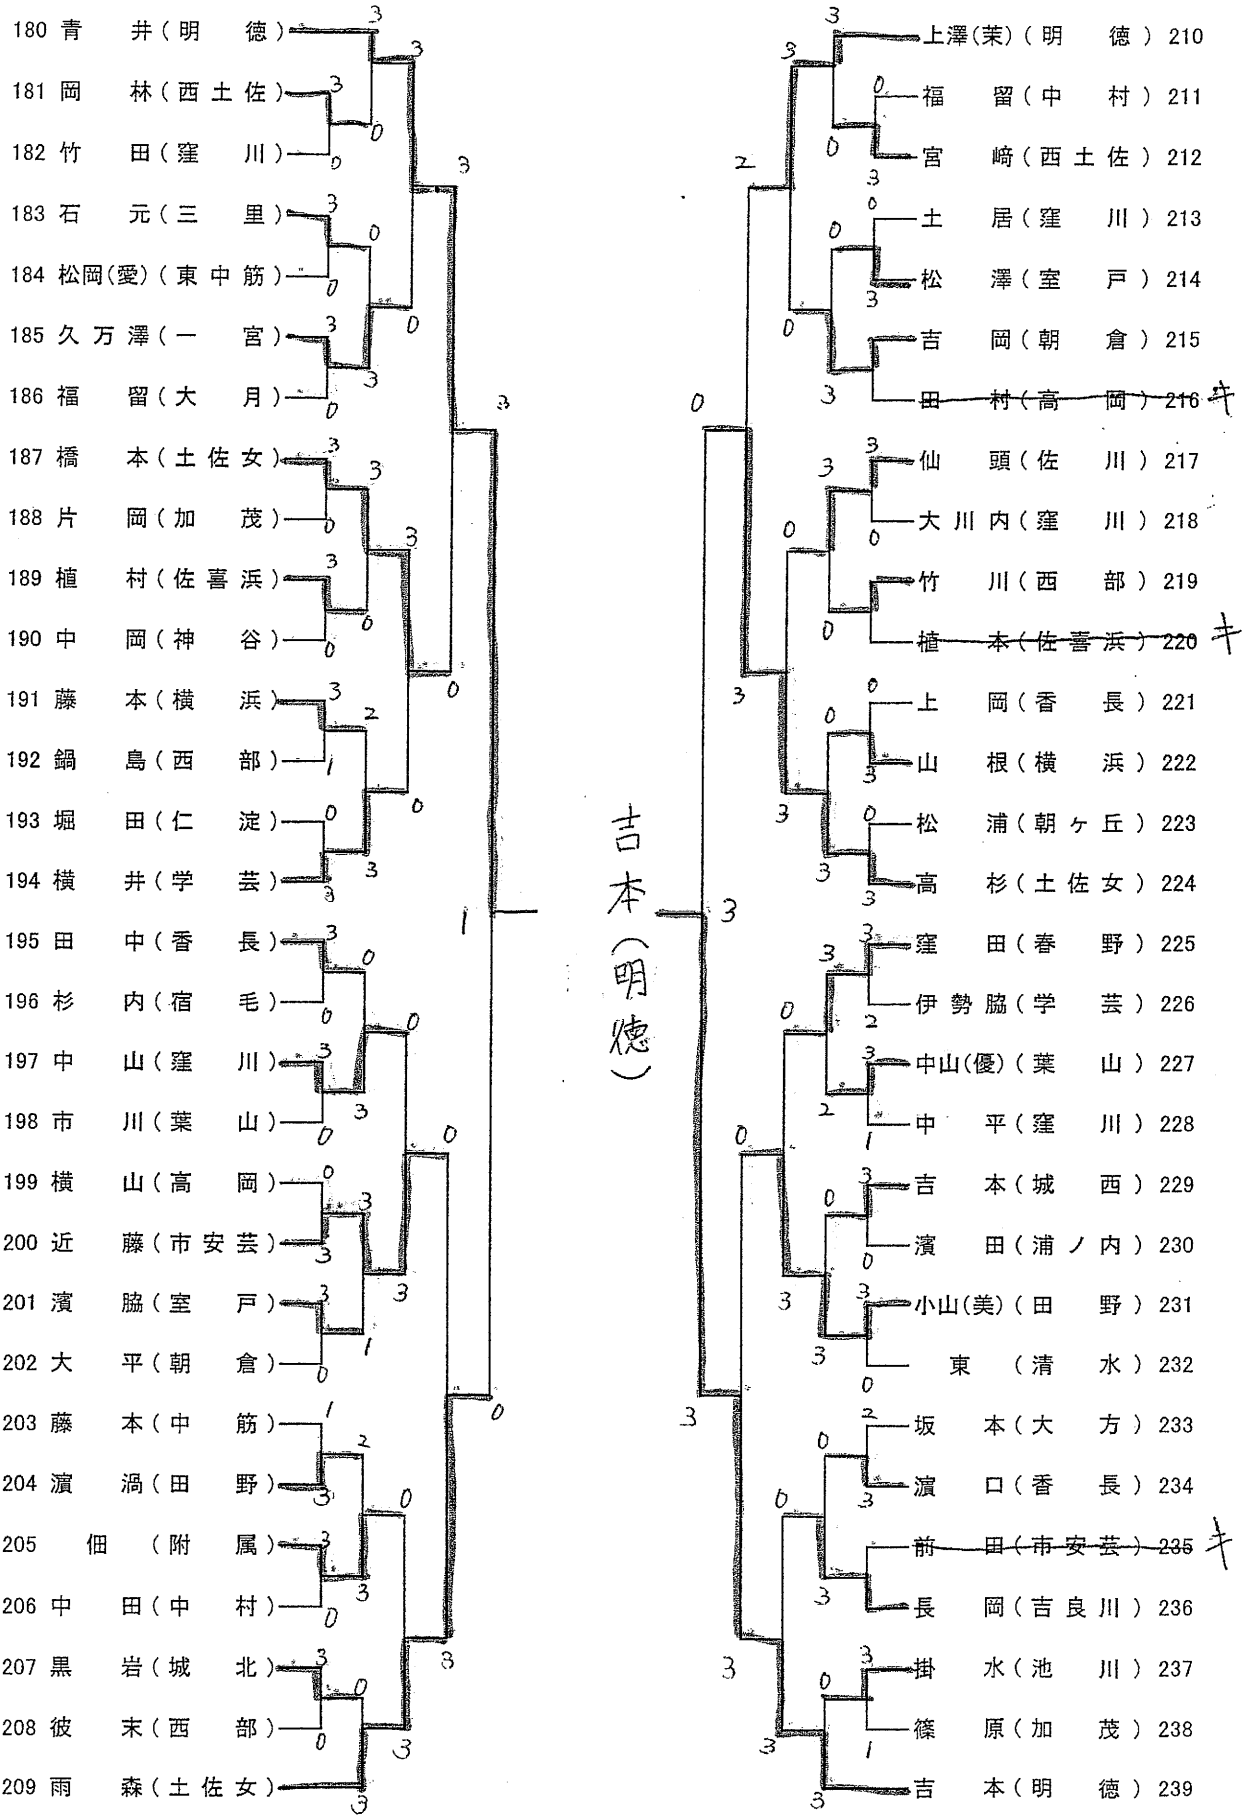 180 青 井(明 徳)
181 岡 林(西土佐)
182 竹 田(窪 川)
183 石 元(三 里)
184 松岡(愛)(東中筋)
185 久万澤(一 宮)
186 福 留(大 月)
187 橋 本(土佐女)
188 片 岡(加 茂)
189 植 村(佐喜浜)
190 中 岡(神 谷)
191 藤 本(横 浜)
192 鍋 島(西 部)
193 堀 田(仁 淀)
194 横 井(学 芸)
195 田 中(香 長)
196 杉 内(宿 毛)
197 中 山(窪 川)
198 市 川(葉 山)
199 横 山(高 岡)
200 近 藤(市安芸)
201 濱 脇(室 戸)
202 大 平(朝 倉)
203 藤 本(中 筋)
204 濵 渦(田 野)
205 佃 (附 属)
206 中 田(中 村)
207 黒 岩(城 北)
208 彼 末(西 部)
209 雨 森(土佐女)
吉本(明徳)
上澤(茉)(明 徳) 210
福 留(中 村) 211
宮 﨑(西土佐) 212
土 居(窪 川) 213
松 澤(室 戸) 214
吉 岡(朝 倉) 215
田 村(高 岡) 216 キ
仙 頭(佐 川) 217
大川内(窪 川) 218
竹 川(西 部) 219
植 本(佐喜浜) 220 キ
上 岡(香 長) 221
山 根(横 浜) 222
松 浦(朝ヶ丘) 223
高 杉(土佐女) 224
窪 田(春 野) 225
伊勢脇(学 芸) 226
中山(優)(葉 山) 227
中 平(窪 川) 228
吉 本(城 西) 229
濱 田(浦ノ内) 230
小山(美)(田 野) 231
東 (清 水) 232
坂 本(大 方) 233
濵 口(香 長) 234
前 田(市安芸) 235 キ
長 岡(吉良川) 236
掛 水(池 川) 237
篠 原(加 茂) 238
吉 本(明 徳) 239